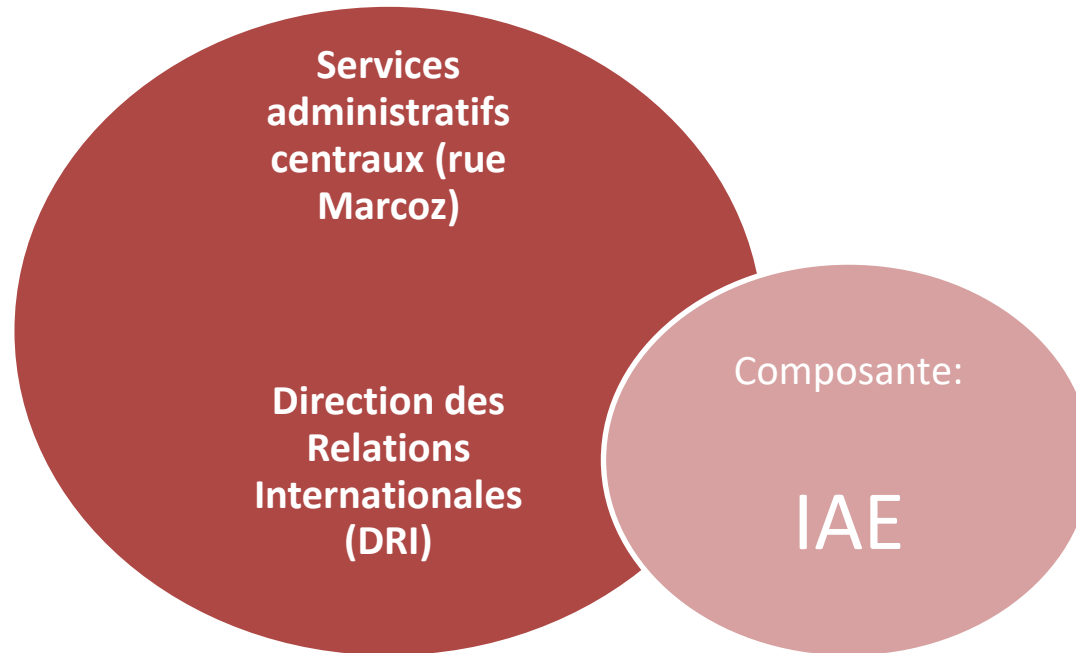 Services
administratifs
centraux (rue
Marcoz)
Direction des
Relations
Internationales
(DRI)
Composante:
IAE